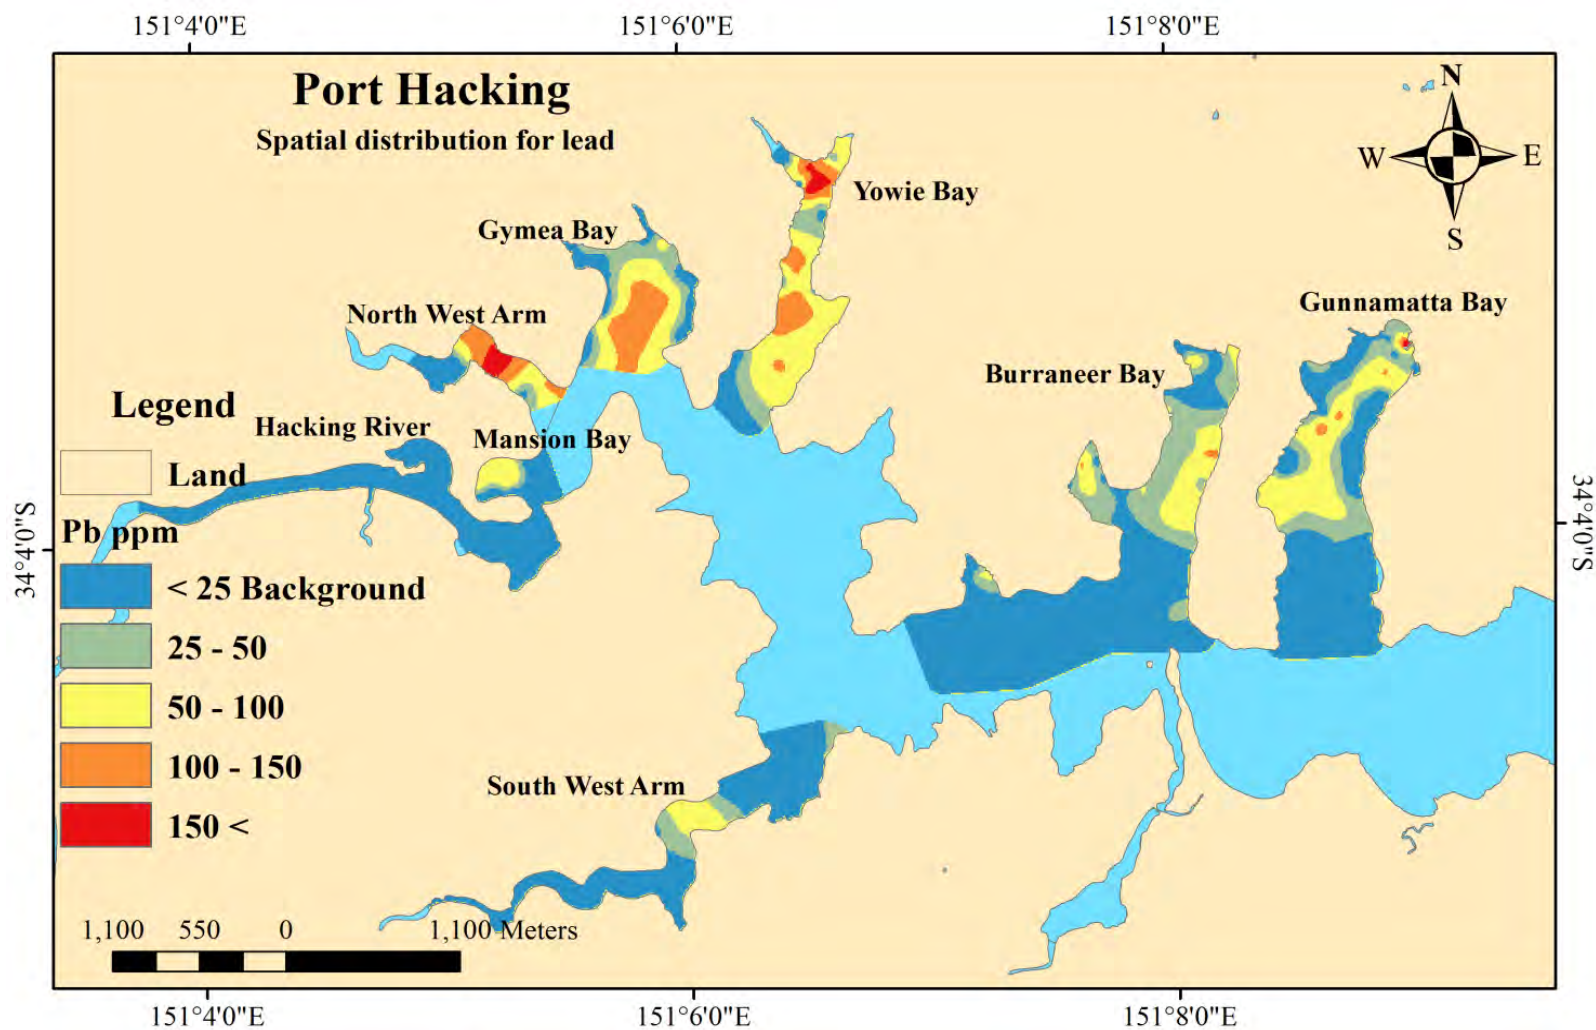 151°4'0"E
151°6'0"E
151°8'0"E
Port Hacking
Spatial distribution for lead
N
W
E
S
Yowie Bay
Gymea Bay
North West Arm
Gunnamatta Bay
Burraneer Bay
Hacking River
Mansion Bay
South West Arm
34°4'0"S
34°4'0"S
Legend
Land
Pb ppm
< 25 Background
25 - 50
50 - 100
100 - 150
150 <
1,100 550 0 1,100 Meters
151°4'0"E
151°6'0"E
151°8'0"E